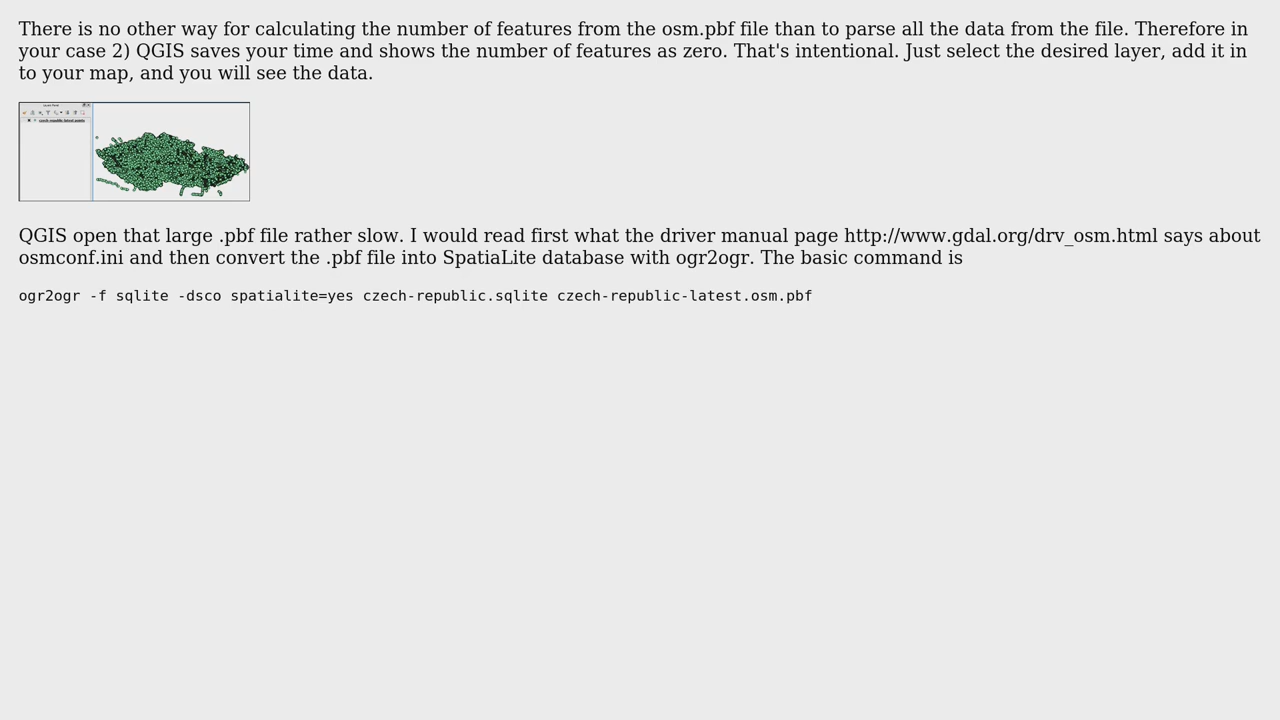 There is no other way for calculating the number of features from the osm.pbf file than to parse all the data from the file. Therefore in
your case 2) QGIS saves your time and shows the number of features as zero. That's intentional. Just select the desired layer, add it in
to your map, and you will see the data.
czech-republic-latest points
QGIS open that large .pbf file rather slow. I would read first what the driver manual page http://www.gdal.org/drv_osm.html says about
osmconf.ini and then convert the .pbf file into SpatiaLite database with ogr2ogr. The basic command is
ogr2ogr -f sqlite -dsco spatialite=yes czech-republic.sqlite czech-republic-latest.osm.pbf